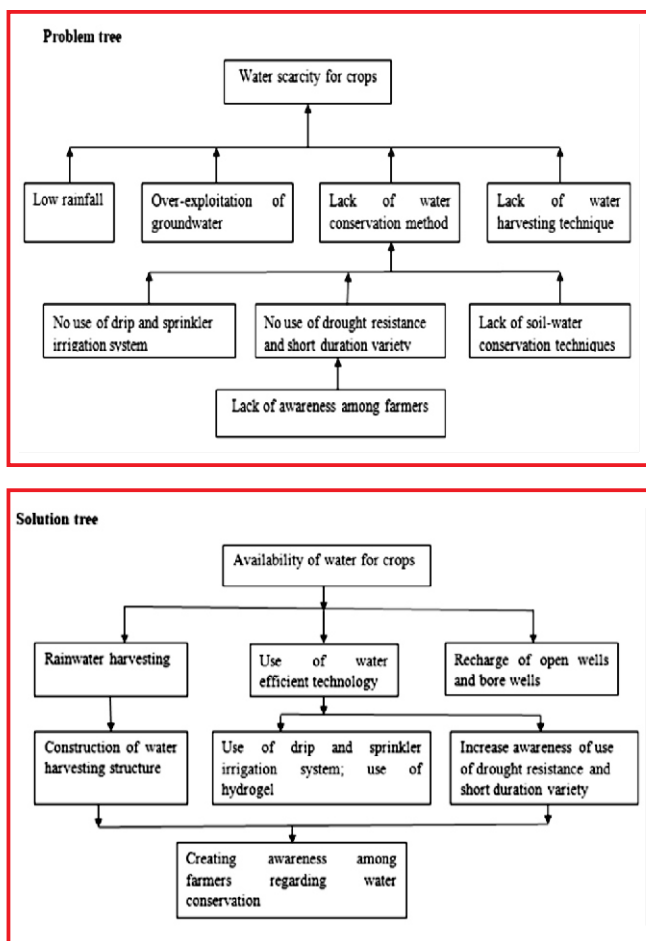 Problem tree
Water scarcity for crops
Low rainfall
Over-exploitation of
groundwater
Lack of water
conservation method
Lack of water
harvesting technique
No use of drip and sprinkler
irrigation system
No use of drought resistance
and short duration variety
Lack of soil-water
conservation techniques
Lack of awareness among farmers
Solution tree
Availability of water for crops
Rainwater harvesting
Use of water
efficient technology
Recharge of open wells
and bore wells
Construction of water
harvesting structure
Use of drip and sprinkler
irrigation system; use of
hydrogel
Increase awareness of use
of drought resistance and
short duration variety
Creating awareness among
farmers regarding water
conservation